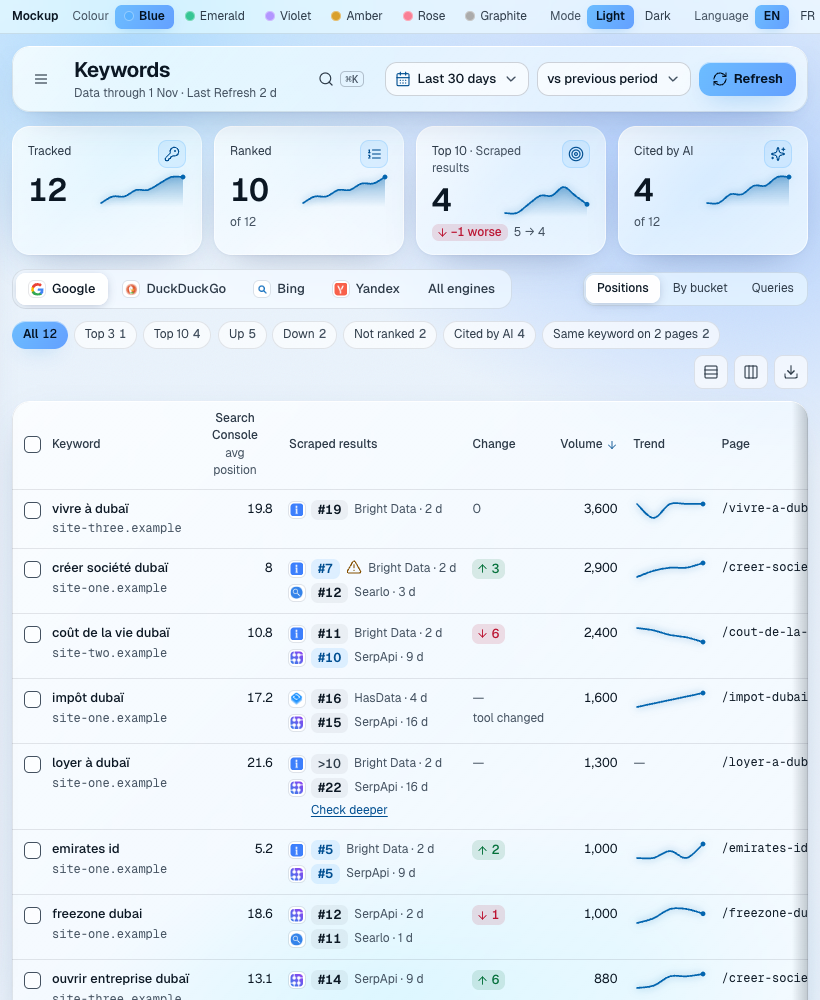 Mockup Colour Blue Emerald Violet Amber Rose Graphite Mode Light Dark Language EN FR
Keywords
Data through 1 Nov · Last Refresh 2 d
⌘K
Last 30 days
vs previous period
Refresh
Tracked
12
Ranked
10
of 12
Top 10 · Scraped
results
4
↓ −1 worse 5 → 4
Cited by AI
4
of 12
Google DuckDuckGo Bing Yandex All engines
Positions By bucket Queries
All 12 Top 3 1 Top 10 4 Up 5 Down 2 Not ranked 2 Cited by AI 4 Same keyword on 2 pages 2
Keyword
Search
Console
avg
position
Scraped results Change Volume ↓ Trend Page
vivre à dubaï 19.8 #19 Bright Data · 2 d 0 3,600 /vivre-a-dub
site-three.example
créer société dubaï 8 #7 Bright Data · 2 d ↑ 3 2,900 /creer-socie
site-one.example #12 Searlo · 3 d
coût de la vie dubaï 10.8 #11 Bright Data · 2 d ↓ 6 2,400 /cout-de-la-
site-two.example #10 SerpApi · 9 d
impôt dubaï 17.2 #16 HasData · 4 d — 1,600 /impot-dubai
site-one.example #15 SerpApi · 16 d tool changed
loyer à dubaï 21.6 >10 Bright Data · 2 d — 1,300 — /loyer-a-dub
site-one.example #22 SerpApi · 16 d
Check deeper
emirates id 5.2 #5 Bright Data · 2 d ↑ 2 1,000 /emirates-id
site-one.example #5 SerpApi · 9 d
freezone dubai 18.6 #12 SerpApi · 2 d ↓ 1 1,000 /freezone-du
site-one.example #11 Searlo · 1 d
ouvrir entreprise dubaï 13.1 #14 SerpApi · 9 d ↑ 6 880 /creer-socie
site-three.example